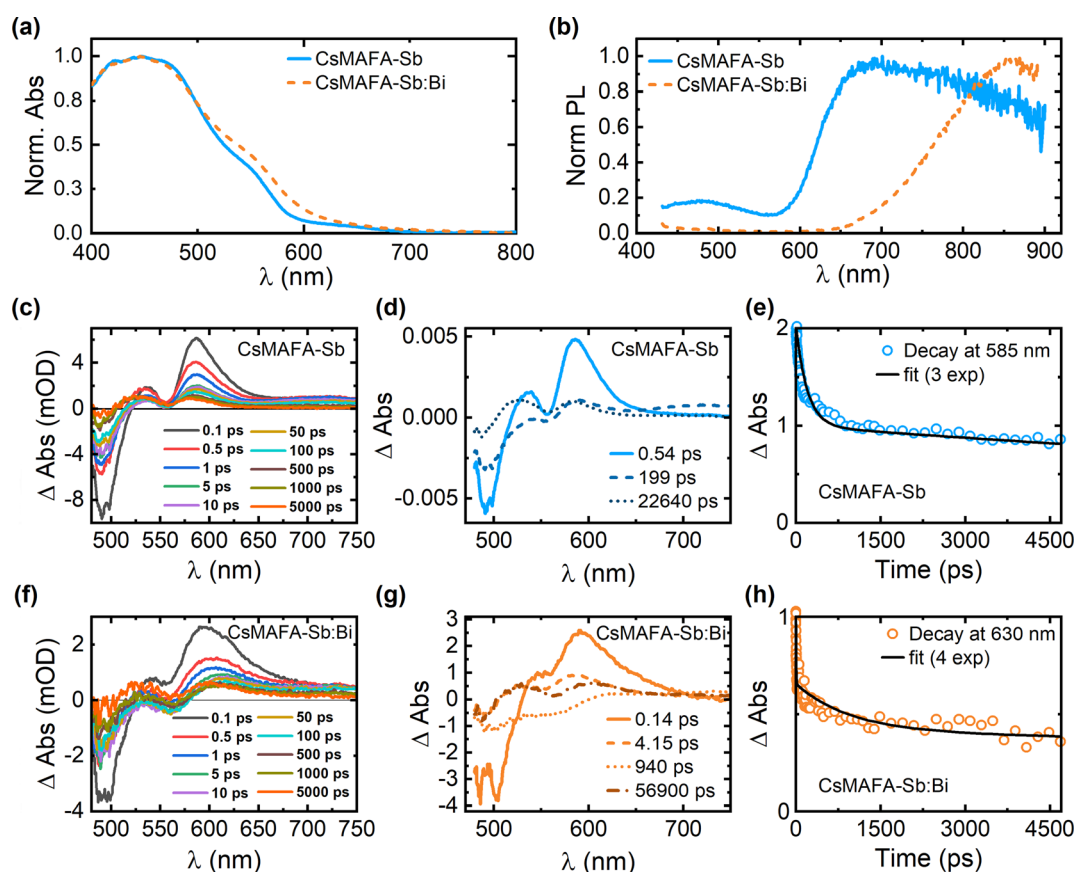 (a)
Norm. Abs
1.0
0.8
0.5
0.3
0.0
CsMAFA-Sb
CsMAFA-Sb:Bi
400 500 600 700 800
λ (nm)
(b)
Norm PL
1.0
0.8
0.6
0.4
0.2
0.0
CsMAFA-Sb
CsMAFA-Sb:Bi
400 500 600 700 800 900
λ (nm)
(c)
Δ Abs (mOD)
4
0
-4
-8
CsMAFA-Sb
0.1 ps 50 ps
0.5 ps 100 ps
1 ps 500 ps
5 ps 1000 ps
10 ps 5000 ps
500 550 600 650 700 750
λ (nm)
(d)
Δ Abs
0.005
0.000
-0.005
CsMAFA-Sb
0.54 ps
199 ps
22640 ps
500 600 700
λ (nm)
(e)
Δ Abs
2
1
0
Decay at 585 nm
fit (3 exp)
CsMAFA-Sb
0 1500 3000 4500
Time (ps)
(f)
Δ Abs (mOD)
2
0
-2
-4
CsMAFA-Sb:Bi
0.1 ps 50 ps
0.5 ps 100 ps
1 ps 500 ps
5 ps 1000 ps
10 ps 5000 ps
500 550 600 650 700 750
λ (nm)
(g)
Δ Abs
3
2
1
0
-1
-2
-3
-4
CsMAFA-Sb:Bi
0.14 ps
4.15 ps
940 ps
56900 ps
500 600 700
λ (nm)
(h)
Δ Abs
1
0
Decay at 630 nm
fit (4 exp)
CsMAFA-Sb:Bi
0 1500 3000 4500
Time (ps)